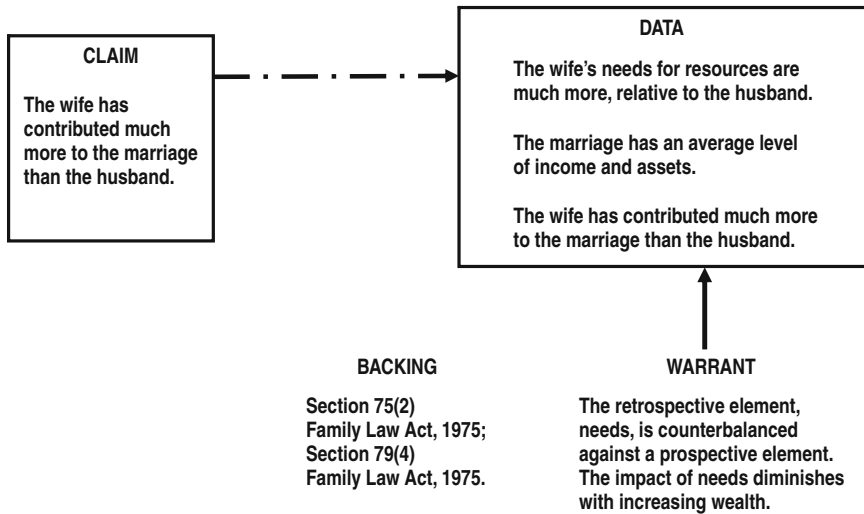 CLAIM
The wife has
contributed much
more to the marriage
than the husband.
DATA
The wife’s needs for resources are
much more, relative to the husband.
The marriage has an average level
of income and assets.
The wife has contributed much more
to the marriage than the husband.
BACKING
Section 75(2)
Family Law Act, 1975;
Section 79(4)
Family Law Act, 1975.
WARRANT
The retrospective element,
needs, is counterbalanced
against a prospective element.
The impact of needs diminishes
with increasing wealth.